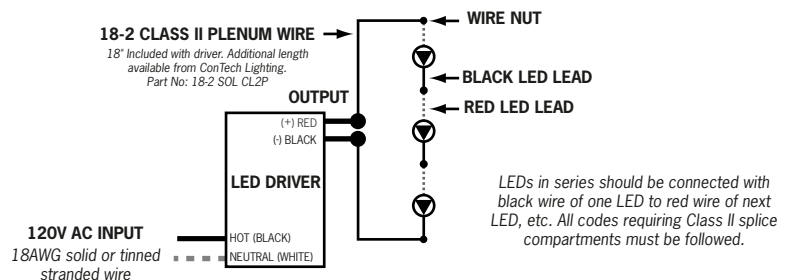 18-2 CLASS II PLENUM WIRE
18" Included with driver. Additional length
available from ConTech Lighting.
Part No: 18-2 SOL CL2P
WIRE NUT
BLACK LED LEAD
RED LED LEAD
OUTPUT
(+) RED
(-) BLACK
LED DRIVER
LEDs in series should be connected with
black wire of one LED to red wire of next
LED, etc. All codes requiring Class II splice
compartments must be followed.
120V AC INPUT
18AWG solid or tinned
stranded wire
HOT (BLACK)
NEUTRAL (WHITE)